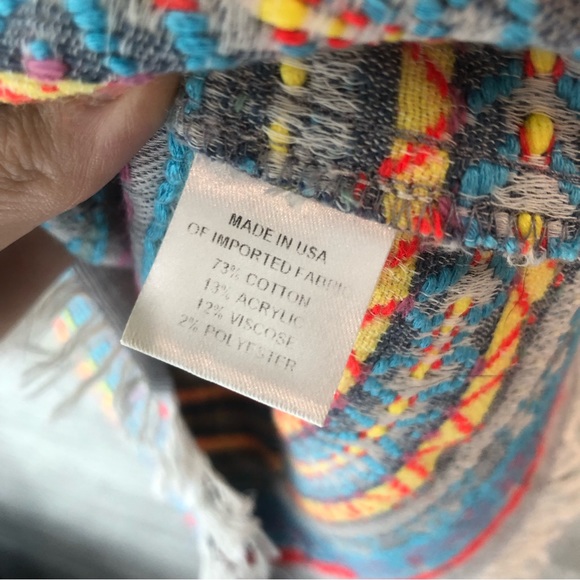 MADE IN USA
OF IMPORTED FABRIC
73% COTTON
13% ACRYLIC
12% VISCOSE
2% POLYESTER